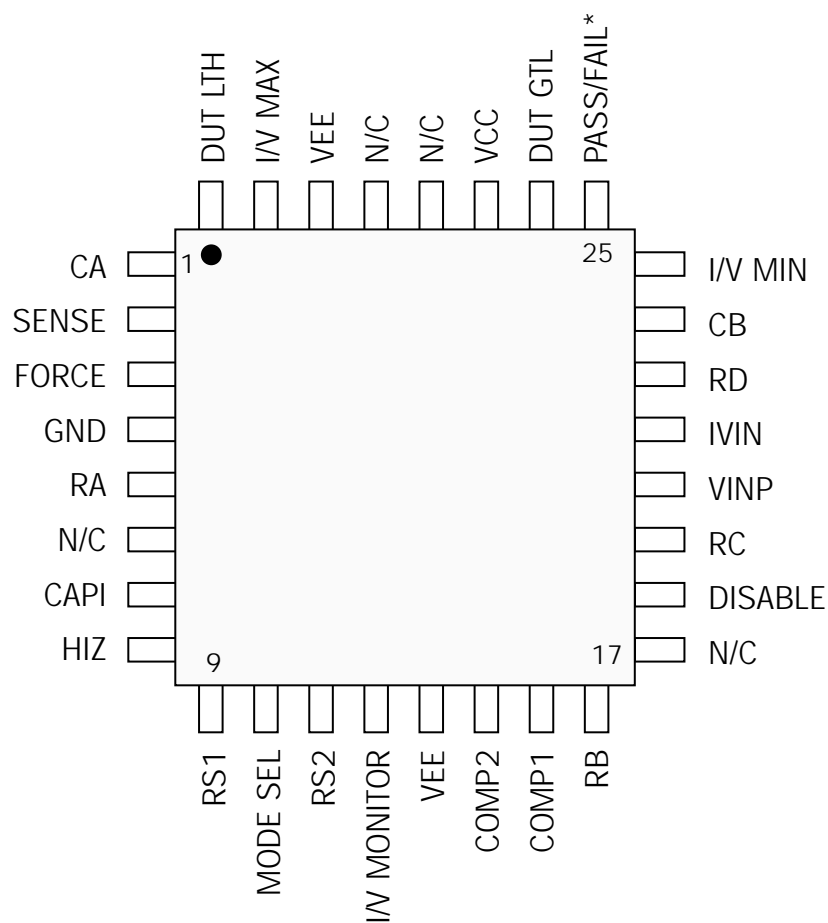 DUT LTH
I/V MAX
VEE
N/C
N/C
VCC
DUT GTL
PASS/FAIL*
CA
SENSE
FORCE
GND
RA
N/C
CAPI
HIZ
1
25
9
17
I/V MIN
CB
RD
IVIN
VINP
RC
DISABLE
N/C
RS1
MODE SEL
RS2
I/V MONITOR
VEE
COMP2
COMP1
RB